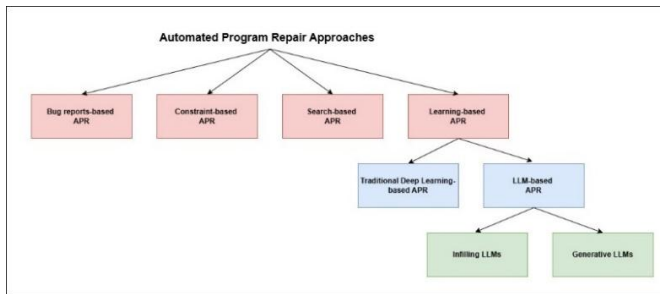 Automated Program Repair Approaches
Bug reports-based
APR
Constraint-based
APR
Search-based
APR
Learning-based
APR
Traditional Deep Learning-
based APR
LLM-based
APR
Infilling LLMs
Generative LLMs